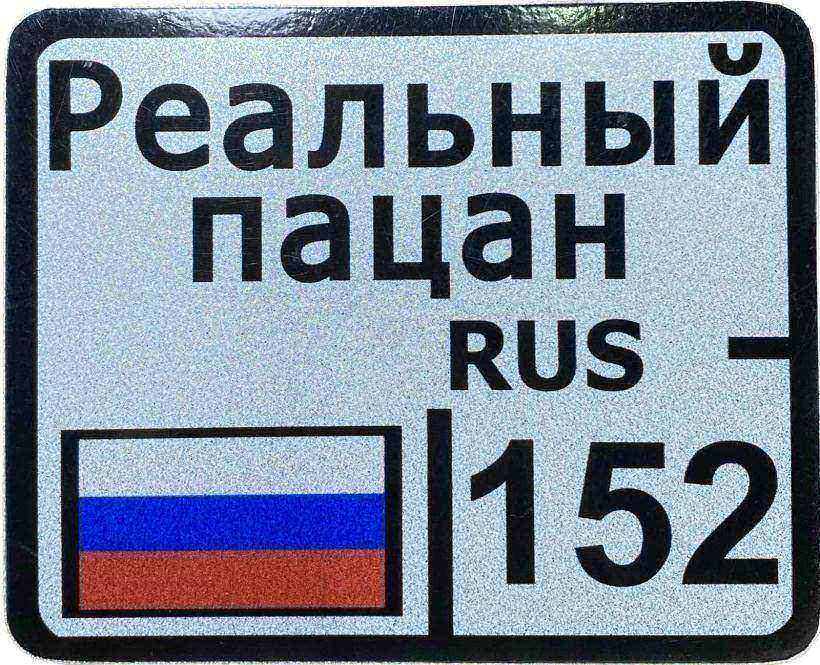 Реальный
пацан
RUS
152